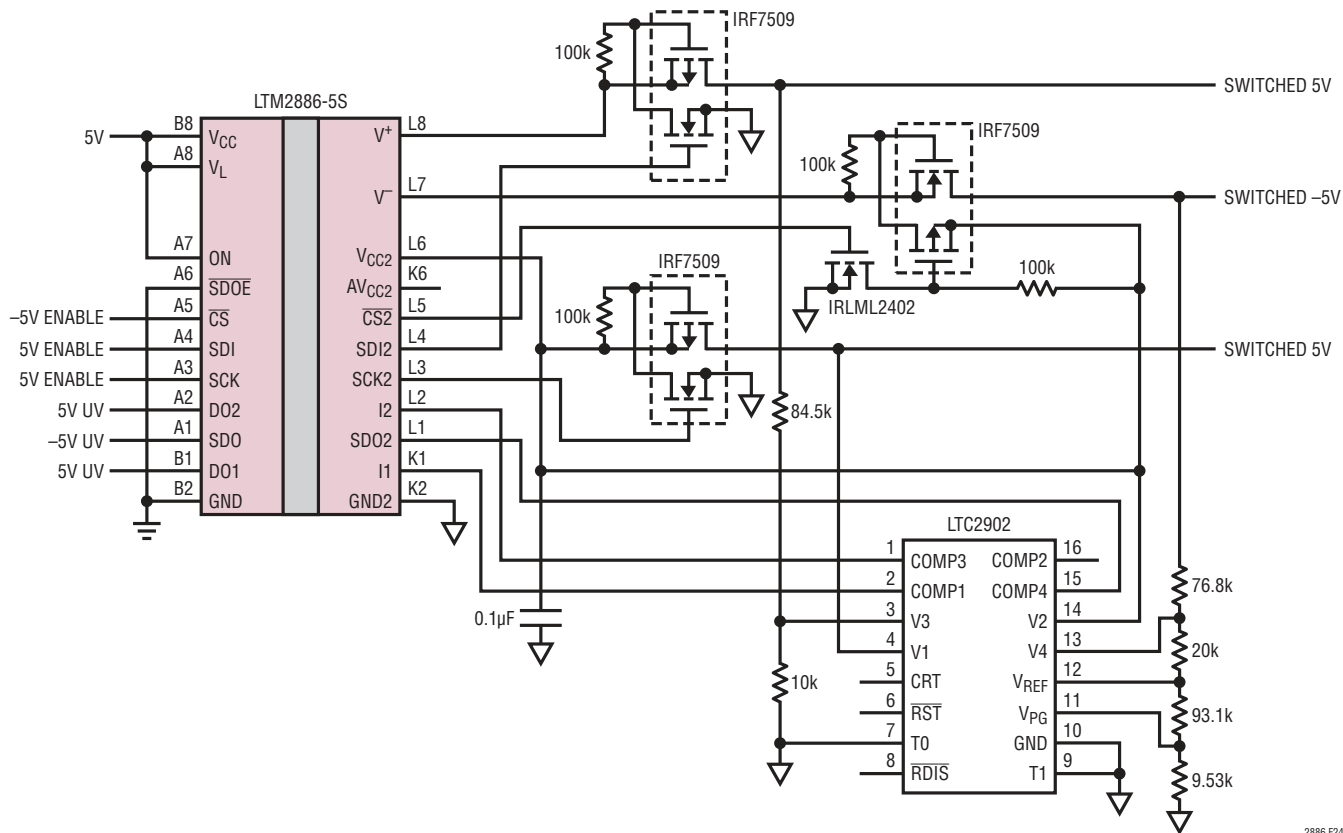 IRF7509
100k
SWITCHED 5V
LTM2886-5S
5V
B8
VCC
A8
VL
A7
ON
A6
SDOE
–5V ENABLE
A5
CS
5V ENABLE
A4
SDI
5V ENABLE
A3
SCK
5V UV
A2
DO2
–5V UV
A1
SDO
5V UV
B1
DO1
B2
GND
V+
L8
V–
L7
VCC2
L6
AVCC2
K6
CS2
L5
SDI2
L4
SCK2
L3
I2
L2
SDO2
L1
I1
K1
GND2
K2
IRF7509
100k
SWITCHED –5V
IRLML2402
100k
IRF7509
100k
SWITCHED 5V
84.5k
10k
0.1µF
LTC2902
1
COMP3
2
COMP1
3
V3
4
V1
5
CRT
6
RST
7
T0
8
RDIS
COMP2
16
COMP4
15
V2
14
V4
13
VREF
12
VPG
11
GND
10
T1
9
76.8k
20k
93.1k
9.53k
2886 F24